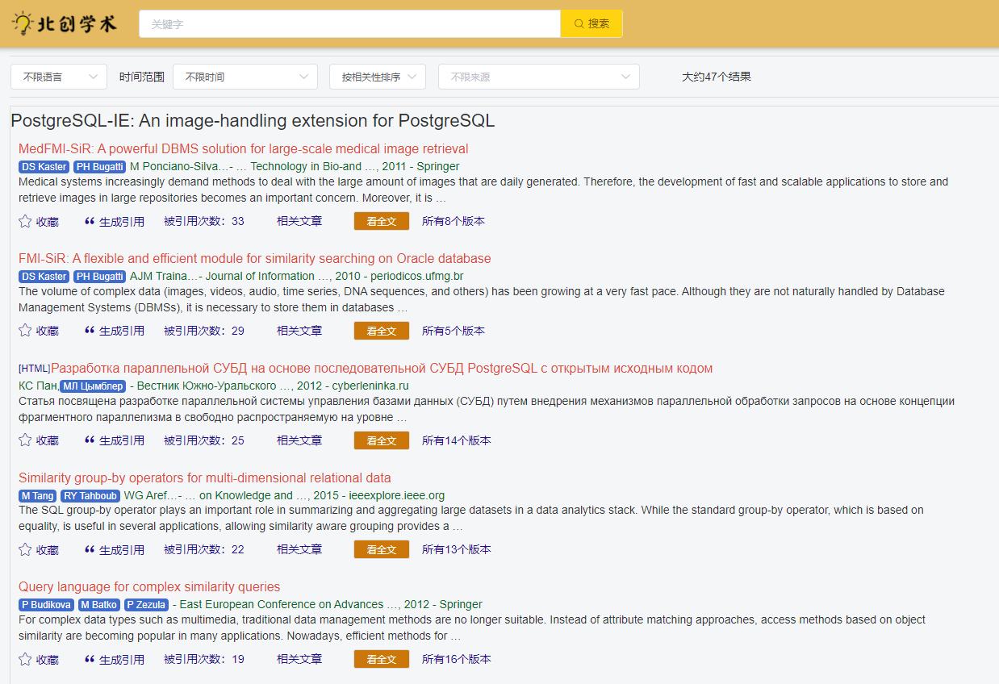 北创学术
关键字
搜索
不限语言 时间范围 不限时间 按相关性排序 不限来源 大约47个结果
PostgreSQL-IE: An image-handling extension for PostgreSQL
MedFMI-SiR: A powerful DBMS solution for large-scale medical image retrieval
DS Kaster PH Bugatti M Ponciano-Silva…- … Technology in Bio-and …, 2011 - Springer
Medical systems increasingly demand methods to deal with the large amount of images that are daily generated. Therefore, the development of fast and scalable applications to store and
retrieve images in large repositories becomes an important concern. Moreover, it is …
收藏 生成引用 被引用次数：33 相关文章 看全文 所有8个版本
FMI-SiR: A flexible and efficient module for similarity searching on Oracle database
DS Kaster PH Bugatti AJM Traina…- Journal of Information …, 2010 - periodicos.ufmg.br
The volume of complex data (images, videos, audio, time series, DNA sequences, and others) has been growing at a very fast pace. Although they are not naturally handled by Database
Management Systems (DBMSs), it is necessary to store them in databases …
收藏 生成引用 被引用次数：29 相关文章 看全文 所有5个版本
[HTML]Разработка параллельной СУБД на основе последовательной СУБД PostgreSQL с открытым исходным кодом
КС Пан,МЛ Цымблер - Вестник Южно-Уральского …, 2012 - cyberleninka.ru
Статья посвящена разработке параллельной системы управления базами данных (СУБД) путем внедрения механизмов параллельной обработки запросов на основе концепции
фрагментного параллелизма в свободно распространяемую на уровне …
收藏 生成引用 被引用次数：25 相关文章 看全文 所有14个版本
Similarity group-by operators for multi-dimensional relational data
M Tang RY Tahboub WG Aref…- … on Knowledge and …, 2015 - ieeexplore.ieee.org
The SQL group-by operator plays an important role in summarizing and aggregating large datasets in a data analytics stack. While the standard group-by operator, which is based on
equality, is useful in several applications, allowing similarity aware grouping provides a …
收藏 生成引用 被引用次数：22 相关文章 看全文 所有13个版本
Query language for complex similarity queries
P Budikova M Batko P Zezula - East European Conference on Advances …, 2012 - Springer
For complex data types such as multimedia, traditional data management methods are no longer suitable. Instead of attribute matching approaches, access methods based on object
similarity are becoming popular in many applications. Nowadays, efficient methods for …
收藏 生成引用 被引用次数：19 相关文章 看全文 所有16个版本